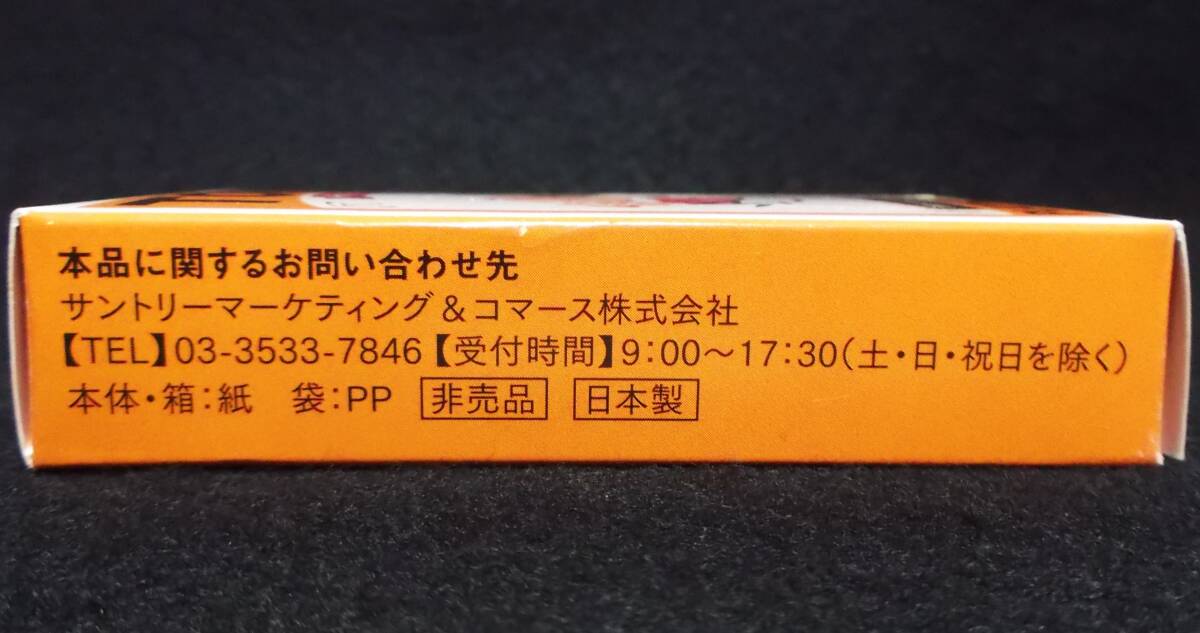 本品に関するお問い合わせ先
サントリーマーケティング&コマース株式会社
【TEL】03-3533-7846【受付時間】9:00〜17:30(土・日・祝日を除く)
本体・箱:紙　袋:PP　非売品　日本製